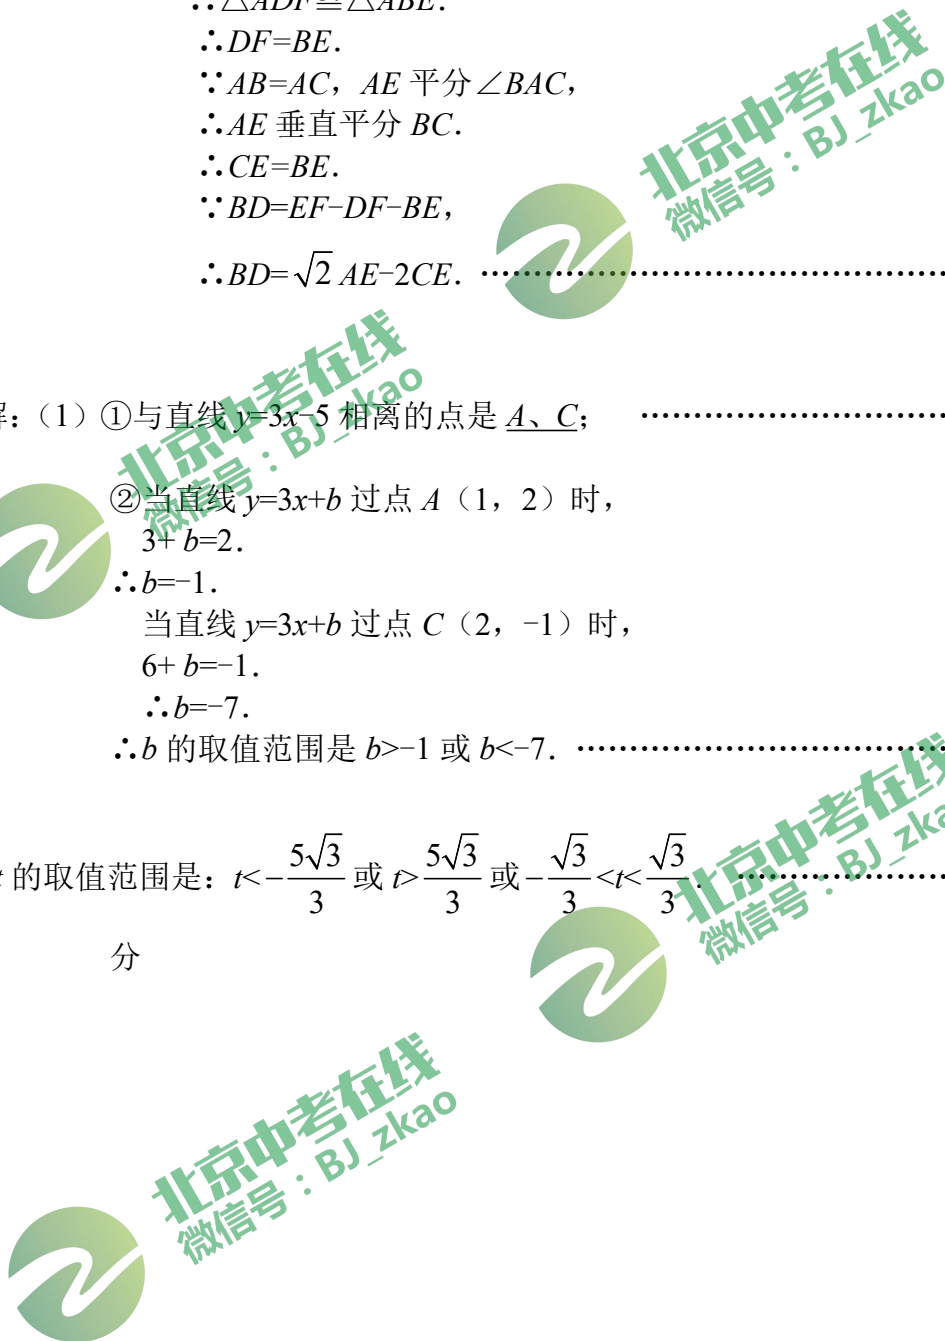 ∴△ADF≌△ABE.
∴DF=BE.
∵AB=AC，AE 平分∠BAC，
∴AE 垂直平分 BC.
∴CE=BE.
∵BD=EF−DF−BE，
∴BD=√2 AE−2CE. ……………………………………
解：（1）①与直线 y=3x−5 相离的点是 A、C； ……………………………
②当直线 y=3x+b 过点 A（1，2）时，
3+ b=2.
∴b=−1.
当直线 y=3x+b 过点 C（2，−1）时，
6+ b=−1.
∴b=−7.
∴b 的取值范围是 b>−1 或 b<−7. ……………………………
t 的取值范围是：t<−5√3/3 或 t>5√3/3 或−√3/3<t<√3/3. ………………
分
北京中考在线
微信号：BJ_zkao
北京中考在线
微信号：BJ_zkao
北京中考在线
微信号：BJ_zka
北京中考在线
微信号：BJ_zkao